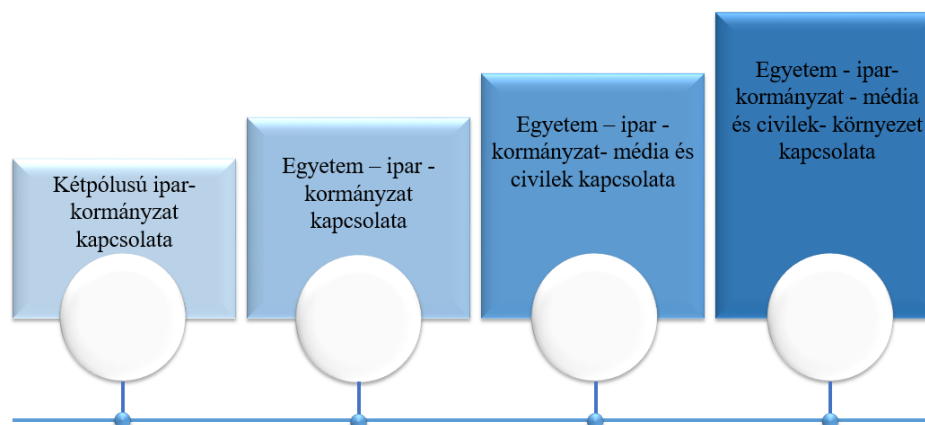 Kétpólusú ipar-
kormányzat
kapcsolata
Egyetem – ipar -
kormányzat
kapcsolata
Egyetem – ipar -
kormányzat- média és
civilek kapcsolata
Egyetem - ipar-
kormányzat - média
és civilek- környezet
kapcsolata